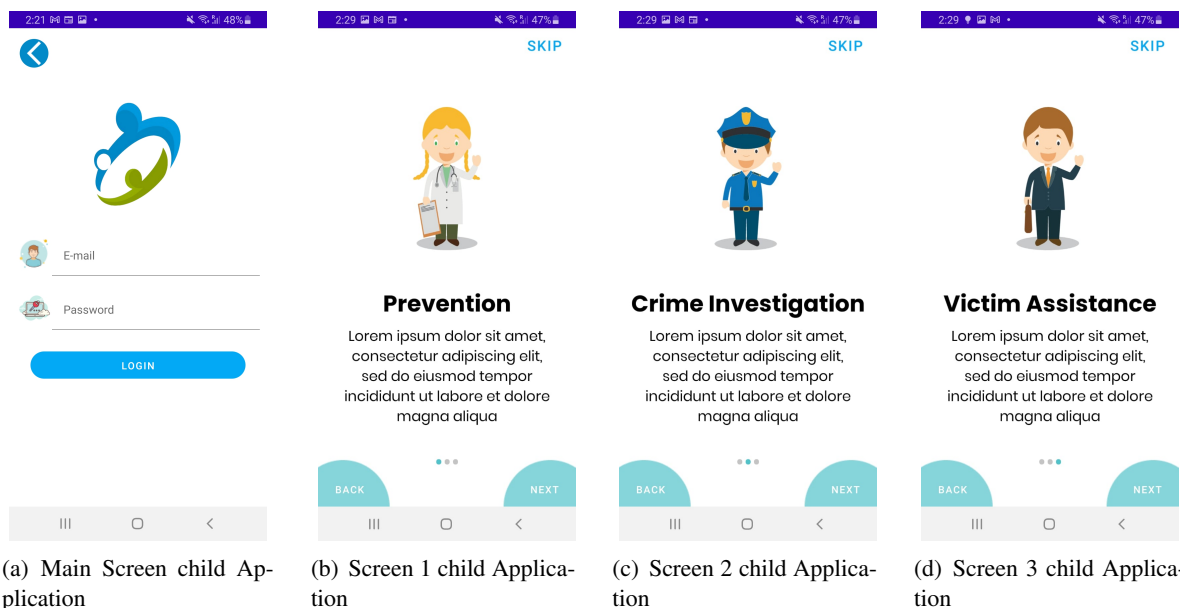 2:21
48%
E-mail
Password
LOGIN
(a) Main Screen child Ap-
plication
2:29
47%
SKIP
Prevention
Lorem ipsum dolor sit amet,
consectetur adipiscing elit,
sed do eiusmod tempor
incididunt ut labore et dolore
magna aliqua
BACK
NEXT
(b) Screen 1 child Applica-
tion
2:29
47%
SKIP
Crime Investigation
Lorem ipsum dolor sit amet,
consectetur adipiscing elit,
sed do eiusmod tempor
incididunt ut labore et dolore
magna aliqua
BACK
NEXT
(c) Screen 2 child Applica-
tion
2:29
47%
SKIP
Victim Assistance
Lorem ipsum dolor sit amet,
consectetur adipiscing elit,
sed do eiusmod tempor
incididunt ut labore et dolore
magna aliqua
BACK
NEXT
(d) Screen 3 child Applica-
tion